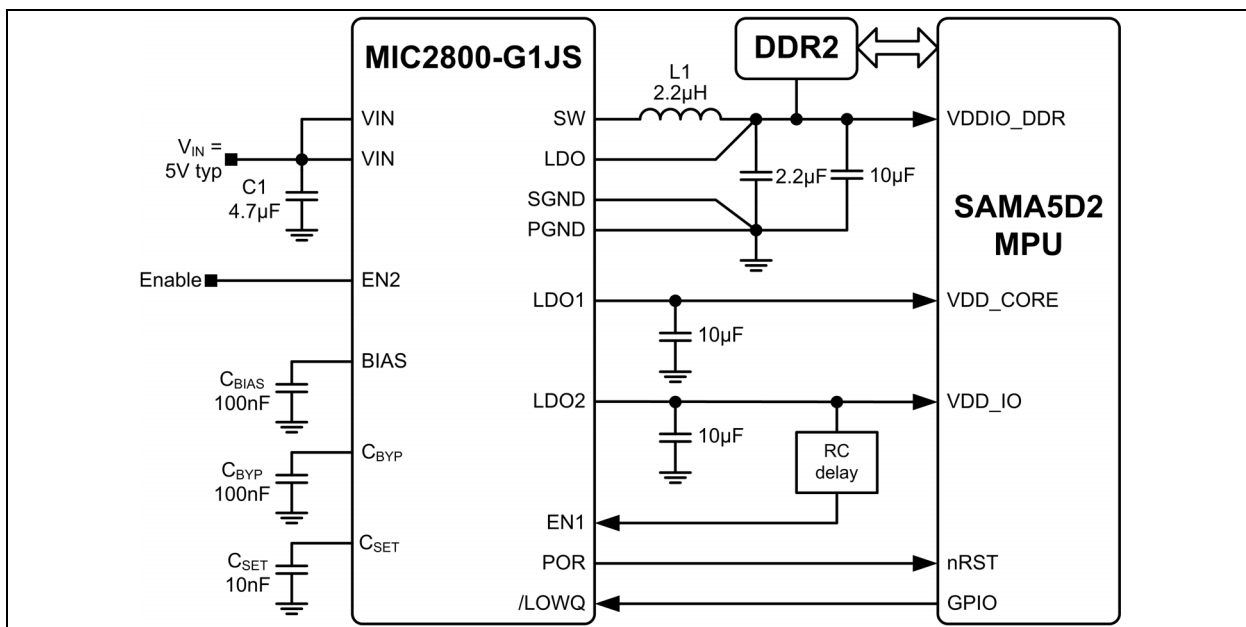 MIC2800-G1JS
DDR2
SAMA5D2
MPU
L1
2.2µH
VIN
SW
VDDIO_DDR
V_IN =
5V typ
VIN
LDO
C1
4.7µF
2.2µF
10µF
SGND
PGND
Enable
EN2
LDO1
VDD_CORE
10µF
BIAS
C_BIAS
100nF
LDO2
VDD_IO
10µF
RC
delay
C_BYP
C_BYP
100nF
EN1
C_SET
C_SET
10nF
POR
nRST
/LOWQ
GPIO